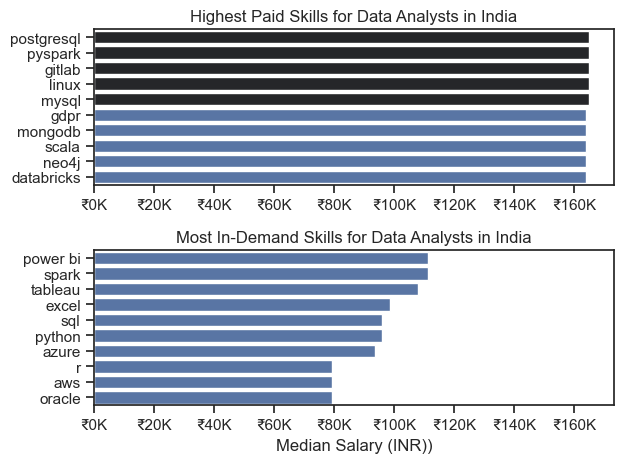 Highest Paid Skills for Data Analysts in India
postgresql
pyspark
gitlab
linux
mysql
gdpr
mongodb
scala
neo4j
databricks
₹0K ₹20K ₹40K ₹60K ₹80K ₹100K ₹120K ₹140K ₹160K
Most In-Demand Skills for Data Analysts in India
power bi
spark
tableau
excel
sql
python
azure
r
aws
oracle
₹0K ₹20K ₹40K ₹60K ₹80K ₹100K ₹120K ₹140K ₹160K
Median Salary (INR))